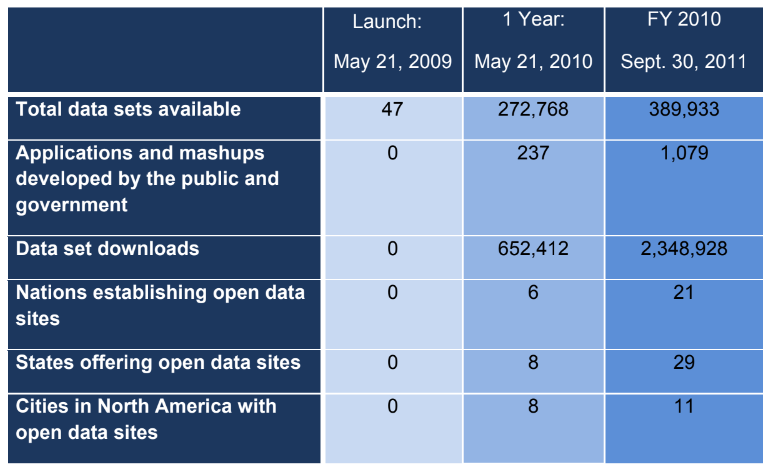 Launch:
May 21, 2009
1 Year:
May 21, 2010
FY 2010
Sept. 30, 2011
Total data sets available
47
272,768
389,933
Applications and mashups
developed by the public and
government
0
237
1,079
Data set downloads
0
652,412
2,348,928
Nations establishing open data
sites
0
6
21
States offering open data sites
0
8
29
Cities in North America with
open data sites
0
8
11